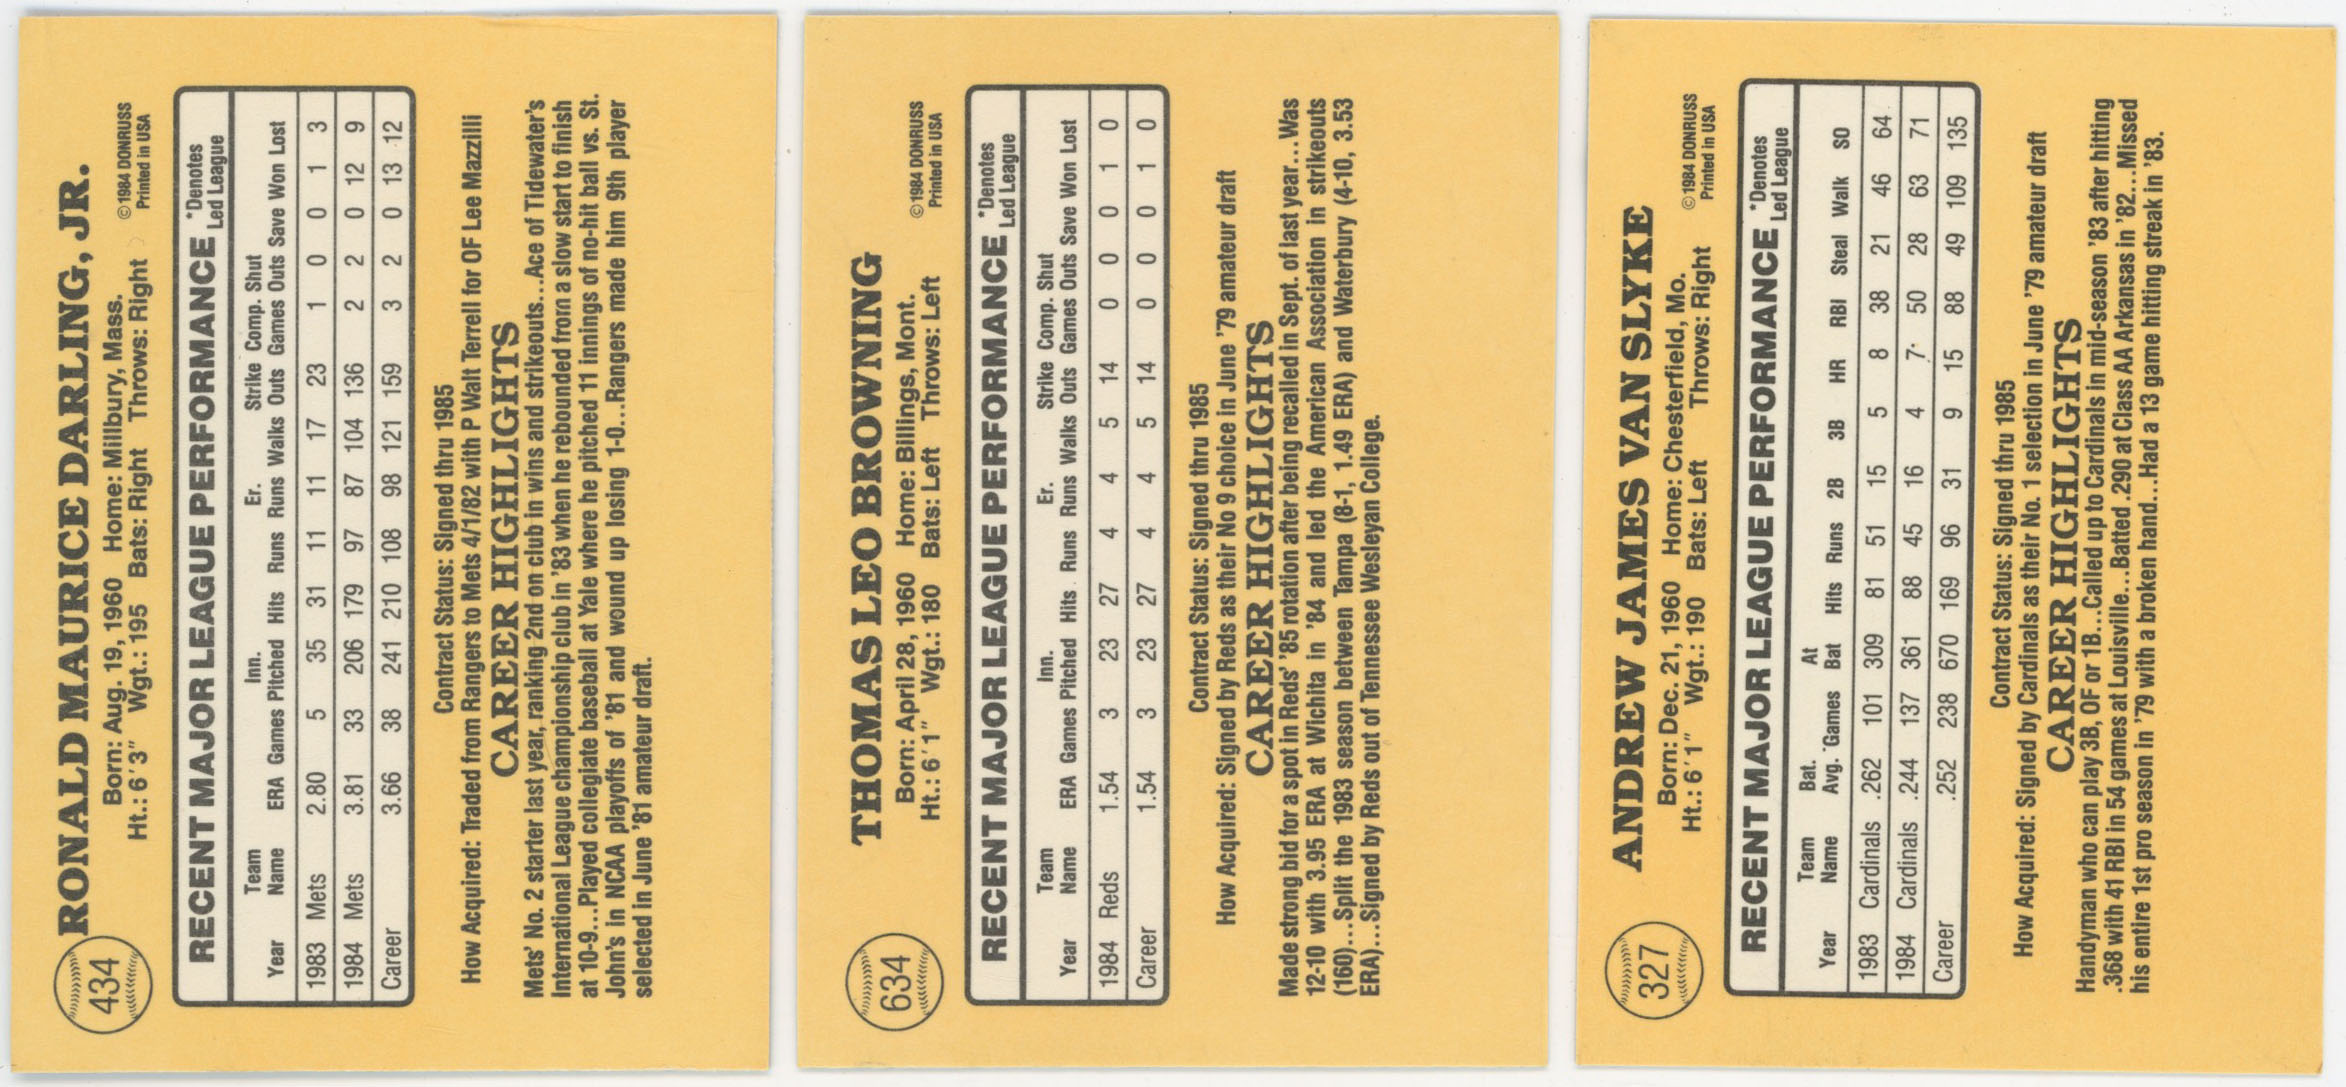 434
RONALD MAURICE DARLING, JR.
Born: Aug. 19, 1960 Home: Millbury, Mass. ©1984 DONRUSS
Ht.: 6'3" Wgt.: 195 Bats: Right Throws: Right Printed in USA
RECENT MAJOR LEAGUE PERFORMANCE *Denotes Led League
Year Team Name ERA Games Inn. Pitched Hits Runs Er. Runs Walks Strike Outs Comp. Games Shut Outs Save Won Lost
1983 Mets 2.80 5 35 31 11 11 17 23 1 0 0 1 3
1984 Mets 3.81 33 206 179 97 87 104 136 2 2 0 12 9
Career 3.66 38 241 210 108 98 121 159 3 2 0 13 12
Contract Status: Signed thru 1985
How Acquired: Traded from Rangers to Mets 4/1/82 with P Walt Terrell for OF Lee Mazzilli
CAREER HIGHLIGHTS
Mets' No. 2 starter last year, ranking 2nd on club in wins and strikeouts...Ace of Tidewater's
International League championship club in '83 when he rebounded from a slow start to finish
at 10-9...Played collegiate baseball at Yale where he pitched 11 innings of no-hit ball vs. St.
John's in NCAA playoffs of '81 and wound up losing 1-0...Rangers made him 9th player
selected in June '81 amateur draft.
634
THOMAS LEO BROWNING
Born: April 28, 1960 Home: Billings, Mont. ©1984 DONRUSS
Ht.: 6'1" Wgt.: 180 Bats: Left Throws: Left Printed in USA
RECENT MAJOR LEAGUE PERFORMANCE *Denotes Led League
Year Team Name ERA Games Inn. Pitched Hits Runs Er. Runs Walks Strike Outs Comp. Games Shut Outs Save Won Lost
1984 Reds 1.54 3 23 27 4 4 5 14 0 0 0 1 0
Career 1.54 3 23 27 4 4 5 14 0 0 0 1 0
Contract Status: Signed thru 1985
How Acquired: Signed by Reds as their No 9 choice in June '79 amateur draft
CAREER HIGHLIGHTS
Made strong bid for a spot in Reds' '85 rotation after being recalled in Sept. of last year...Was
12-10 with 3.95 ERA at Wichita in '84 and led the American Association in strikeouts
(160)...Split the 1983 season between Tampa (8-1, 1.49 ERA) and Waterbury (4-10, 3.53
ERA)...Signed by Reds out of Tennessee Wesleyan College.
327
ANDREW JAMES VAN SLYKE
Born: Dec. 21, 1960 Home: Chesterfield, Mo. ©1984 DONRUSS
Ht.: 6'1" Wgt.: 190 Bats: Left Throws: Right Printed in USA
RECENT MAJOR LEAGUE PERFORMANCE *Denotes Led League
Year Team Name Bat. Avg. Games At Bat Hits Runs 2B 3B HR RBI Steal Walk SO
1983 Cardinals .262 101 309 81 51 15 5 8 38 21 46 64
1984 Cardinals .244 137 361 88 45 16 4 7 50 28 63 71
Career .252 238 670 169 96 31 9 15 88 49 109 135
Contract Status: Signed thru 1985
How Acquired: Signed by Cardinals as their No. 1 selection in June '79 amateur draft
CAREER HIGHLIGHTS
Handyman who can play 3B, OF or 1B...Called up to Cardinals in mid-season '83 after hitting
.368 with 41 RBI in 54 games at Louisville...Batted .290 at Class AA Arkansas in '82...Missed
his entire 1st pro season in '79 with a broken hand...Had a 13 game hitting streak in '83.